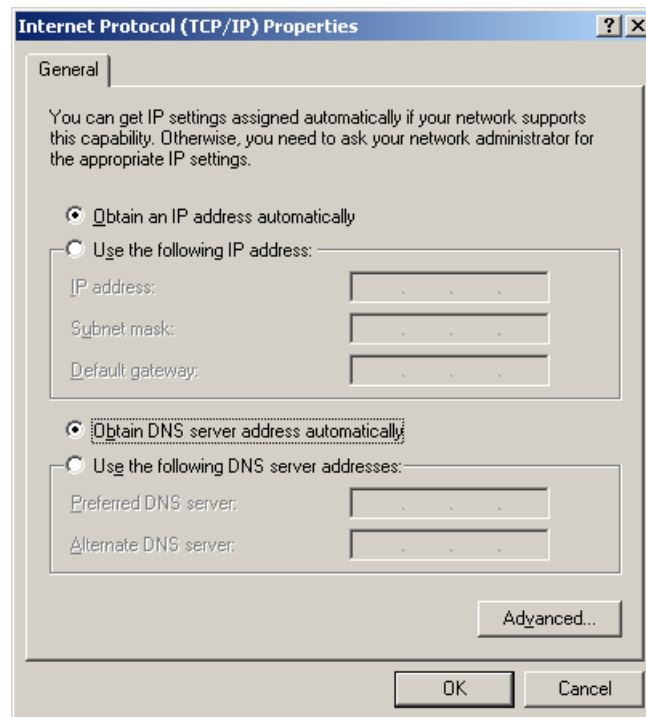 Internet Protocol (TCP/IP) Properties
General
You can get IP settings assigned automatically if your network supports
this capability. Otherwise, you need to ask your network administrator for
the appropriate IP settings.
Obtain an IP address automatically
Use the following IP address:
IP address:
Subnet mask:
Default gateway:
Obtain DNS server address automatically
Use the following DNS server addresses:
Preferred DNS server:
Alternate DNS server:
Advanced...
OK Cancel